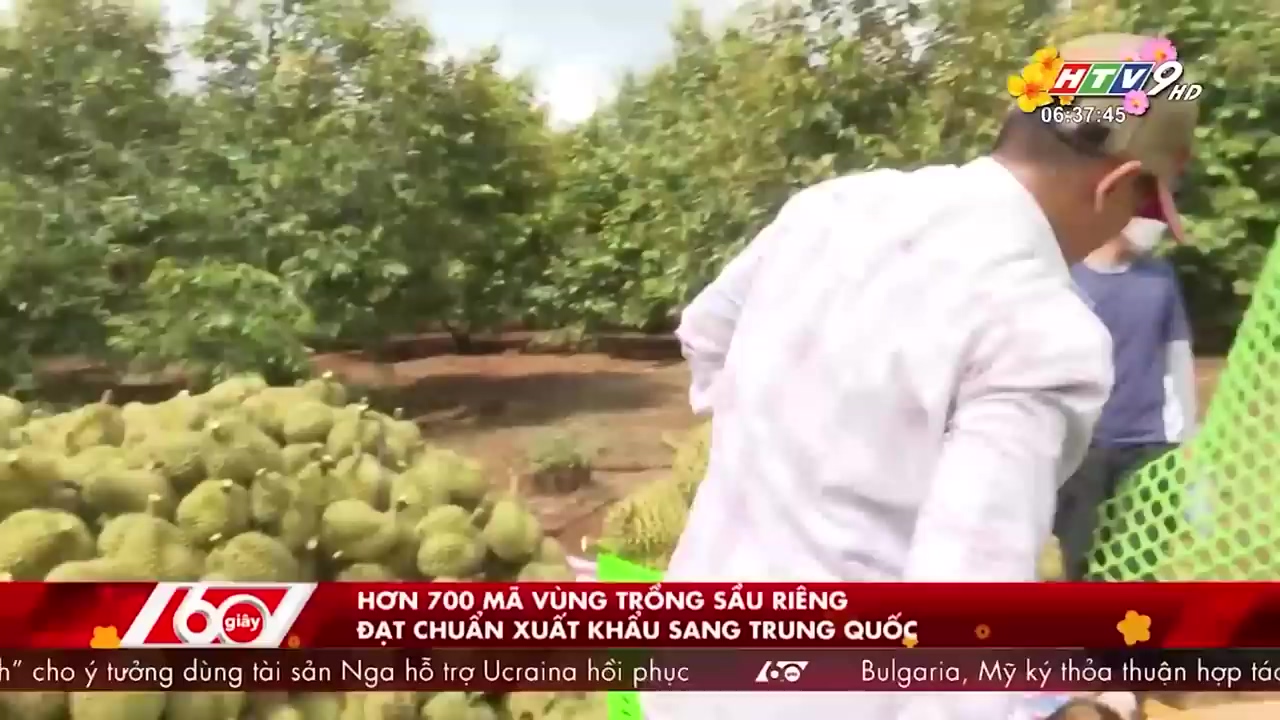 HTV9 HD
06:37:45
60 giây
HƠN 700 MÃ VÙNG TRỒNG SẦU RIÊNG
ĐẠT CHUẨN XUẤT KHẨU SANG TRUNG QUỐC
h” cho ý tưởng dùng tài sản Nga hỗ trợ Ucraina hồi phục
60 giây
Bulgaria, Mỹ ký thỏa thuận hợp tác